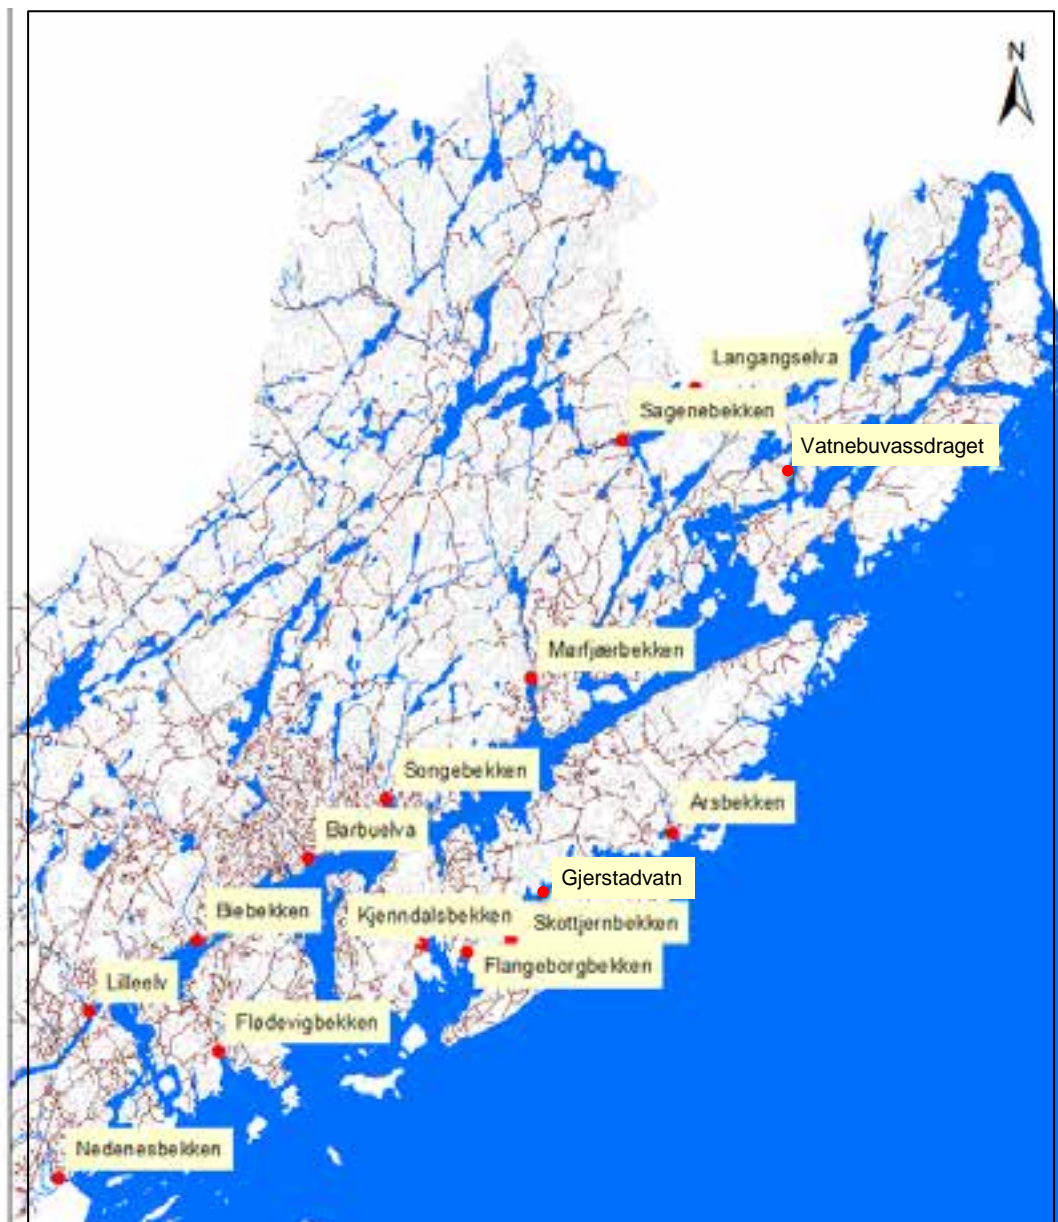 N
Langangselva
Sagenebekken
Vatnebuvassdraget
Mørfjærbekken
Songebekken
Barbuelva
Arsbekken
Gjerstadvatn
Biebekken
Kjenndalsbekken
Skottjernbekken
Flangeborgbekken
Lilleelv
Flødevigbekken
Nedenesbekken